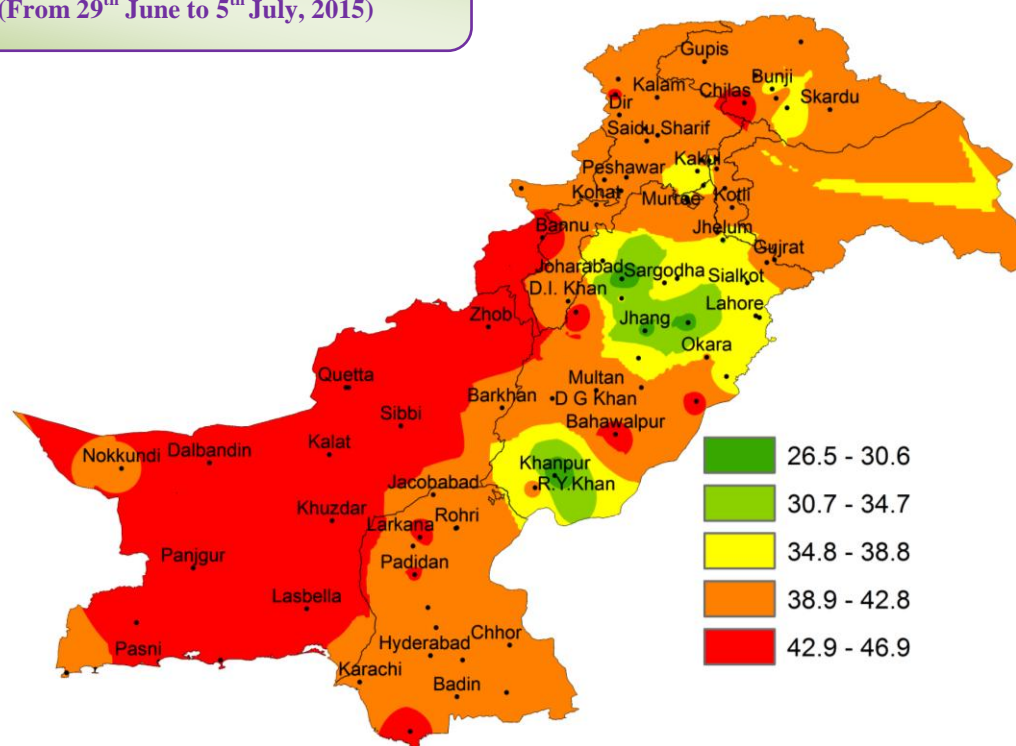 (From 29th June to 5th July, 2015)
Gupis
Bunji
Kalam
Chilas
Skardu
Dir
Saidu Sharif
Kakul
Peshawar
Kohat
Murree
Kotli
Bannu
Jhelum
Gujrat
Joharabad
Sargodha
Sialkot
D.I. Khan
Lahore
Zhob
Jhang
Okara
Quetta
Multan
Barkhan
D G Khan
Sibbi
Bahawalpur
Kalat
Nokkundi
Dalbandin
Khanpur
Jacobabad
R.Y.Khan
Khuzdar
Larkana
Rohri
Panjgur
Padidan
Lasbella
Pasni
Hyderabad
Chhor
Karachi
Badin
26.5 - 30.6
30.7 - 34.7
34.8 - 38.8
38.9 - 42.8
42.9 - 46.9